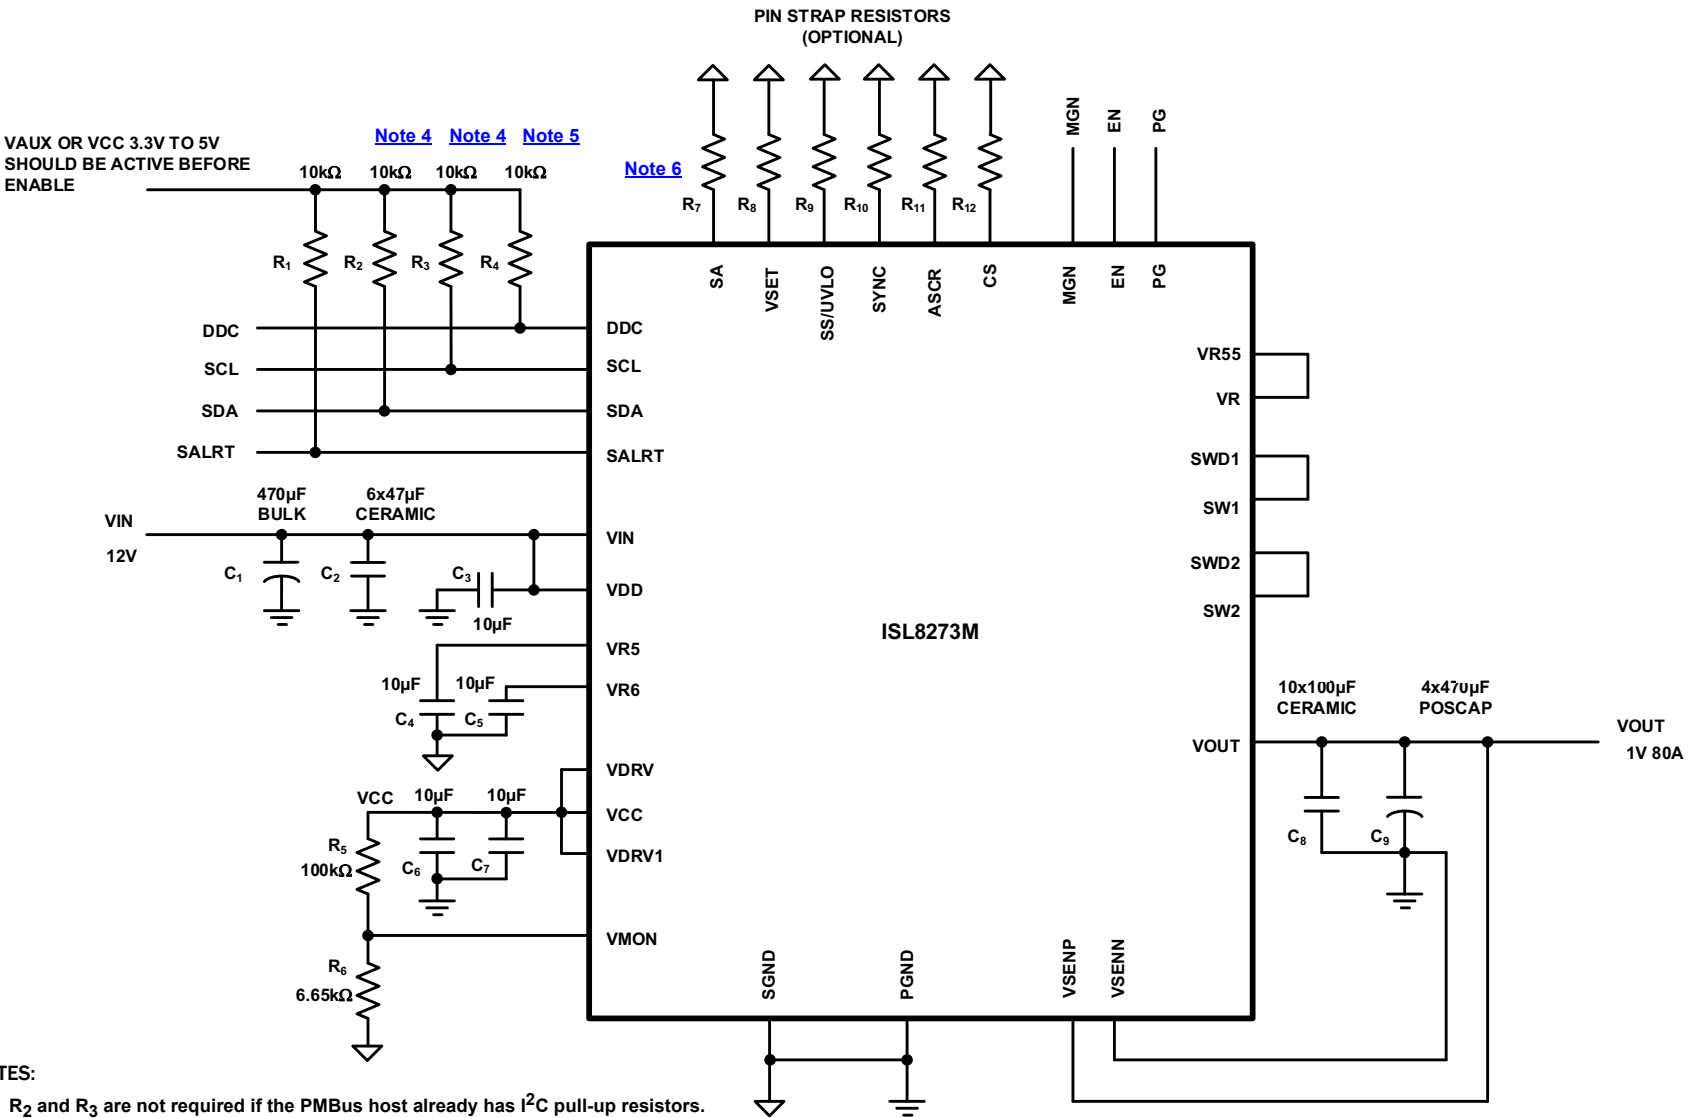 PIN STRAP RESISTORS
(OPTIONAL)
VAUX OR VCC 3.3V TO 5V
SHOULD BE ACTIVE BEFORE
ENABLE
Note 4 Note 4 Note 5
10kΩ 10kΩ 10kΩ 10kΩ
Note 6
R7 R8 R9 R10 R11 R12
MGN EN PG
R1 R2 R3 R4
SA VSET SS/UVLO SYNC ASCR CS MGN EN PG
DDC DDC
SCL SCL
SDA SDA
SALRT SALRT
VR55
VR
SWD1
SW1
SWD2
SW2
470µF
BULK
6x47µF
CERAMIC
VIN
12V
VIN
C1 C2 C3
10µF
VDD
ISL8273M
VR5
10µF 10µF
VR6
C4 C5
10x100µF
CERAMIC
4x470µF
POSCAP
VOUT
VOUT
1V 80A
C8 C9
VDRV
VCC 10µF 10µF
VCC
VDRV1
R5
100kΩ
C6 C7
VMON
R6
6.65kΩ
SGND PGND VSENP VSENN
TES:
R2 and R3 are not required if the PMBus host already has I2C pull-up resistors.